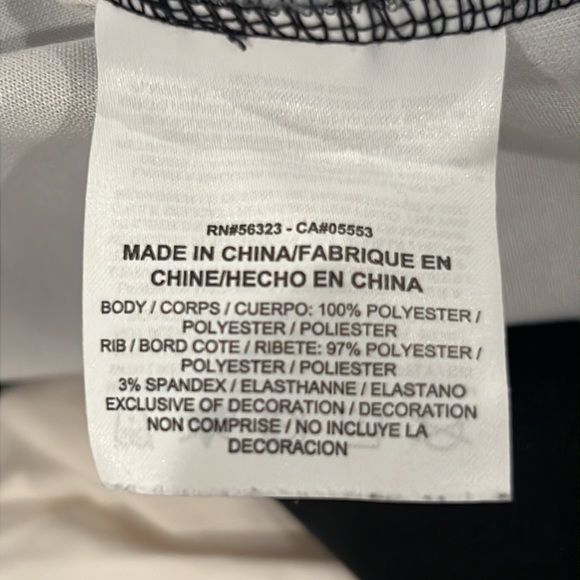 RN#56323 - CA#05553
MADE IN CHINA/FABRIQUE EN
CHINE/HECHO EN CHINA
BODY / CORPS / CUERPO: 100% POLYESTER /
POLYESTER / POLIESTER
RIB / BORD COTE / RIBETE: 97% POLYESTER /
POLYESTER / POLIESTER
3% SPANDEX / ELASTHANNE / ELASTANO
EXCLUSIVE OF DECORATION / DECORATION
NON COMPRISE / NO INCLUYE LA
DECORACION